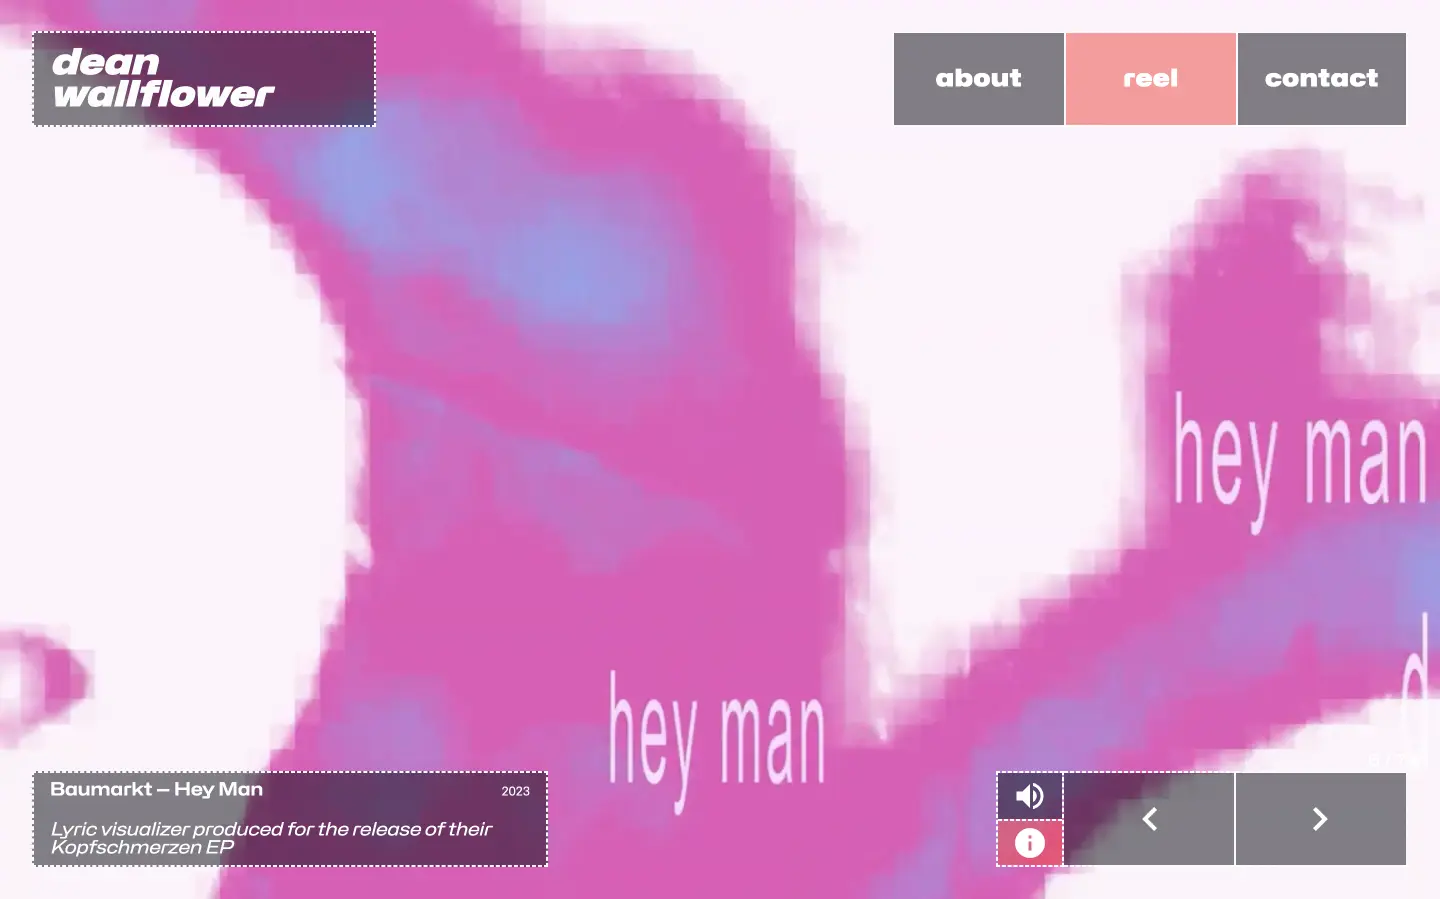 dean
wallflower
about
reel
contact
hey man
hey man
d
Baumarkt – Hey Man
2023
Lyric visualizer produced for the release of their
Kopfschmerzen EP